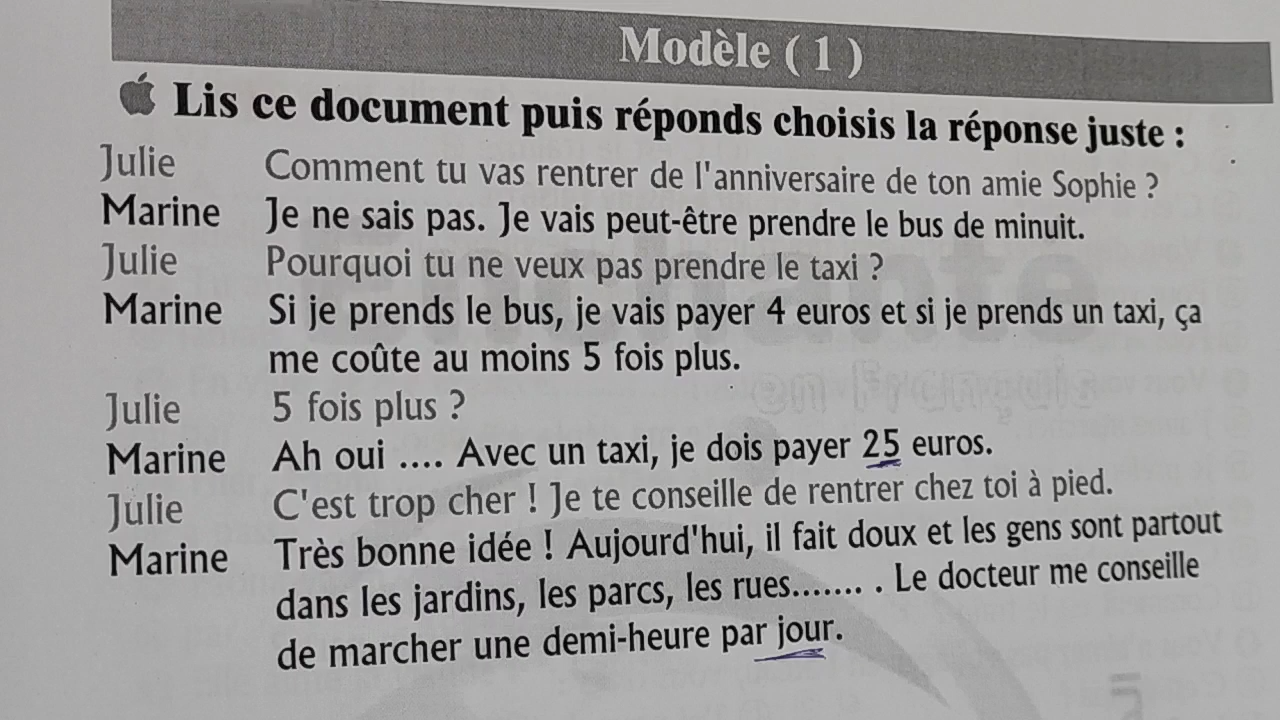 Modèle ( 1 )
Lis ce document puis réponds choisis la réponse juste :
Julie Comment tu vas rentrer de l'anniversaire de ton amie Sophie ?
Marine Je ne sais pas. Je vais peut-être prendre le bus de minuit.
Julie Pourquoi tu ne veux pas prendre le taxi ?
Marine Si je prends le bus, je vais payer 4 euros et si je prends un taxi, ça
me coûte au moins 5 fois plus.
Julie 5 fois plus ?
Marine Ah oui .... Avec un taxi, je dois payer 25 euros.
Julie C'est trop cher ! Je te conseille de rentrer chez toi à pied.
Marine Très bonne idée ! Aujourd'hui, il fait doux et les gens sont partout
dans les jardins, les parcs, les rues....... . Le docteur me conseille
de marcher une demi-heure par jour.